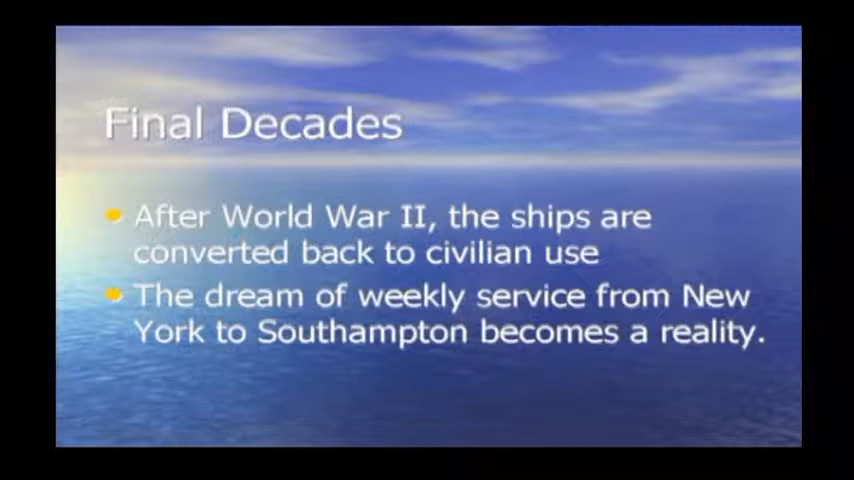 Final Decades
After World War II, the ships are
converted back to civilian use
The dream of weekly service from New
York to Southampton becomes a reality.